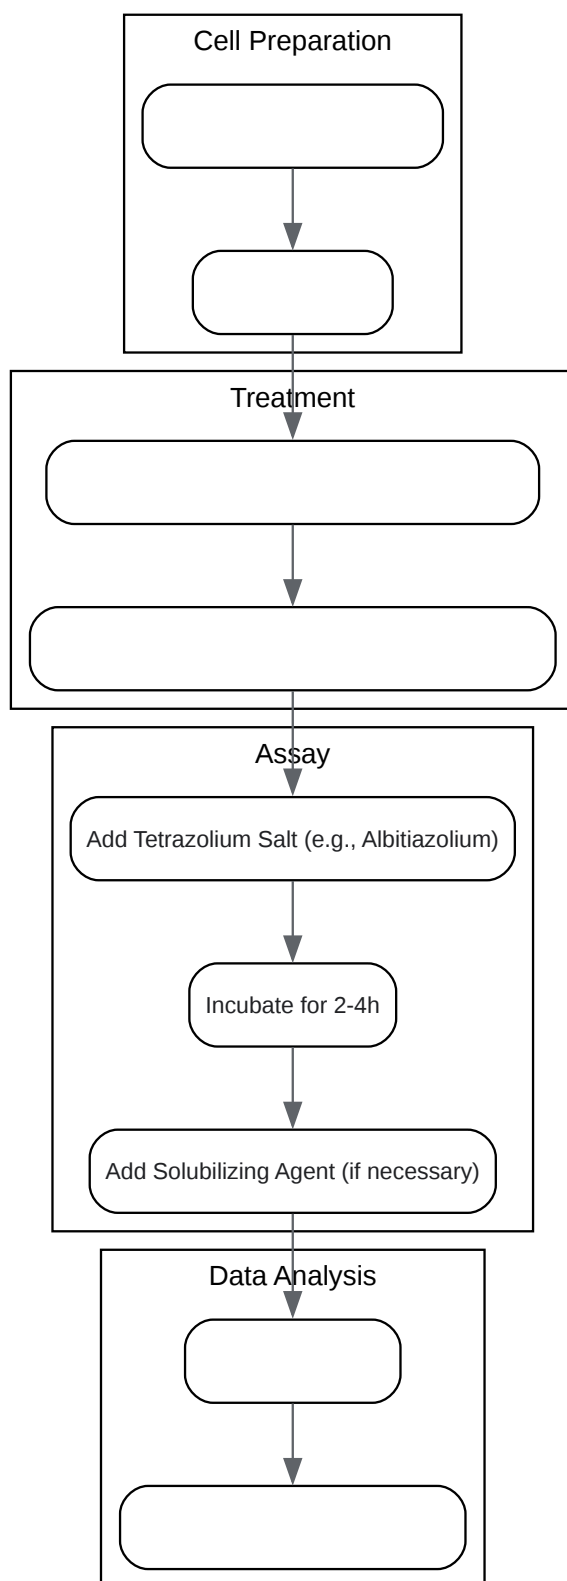 Cell Preparation
Treatment
Assay
Add Tetrazolium Salt (e.g., Albitiazolium)
Incubate for 2-4h
Add Solubilizing Agent (if necessary)
Data Analysis